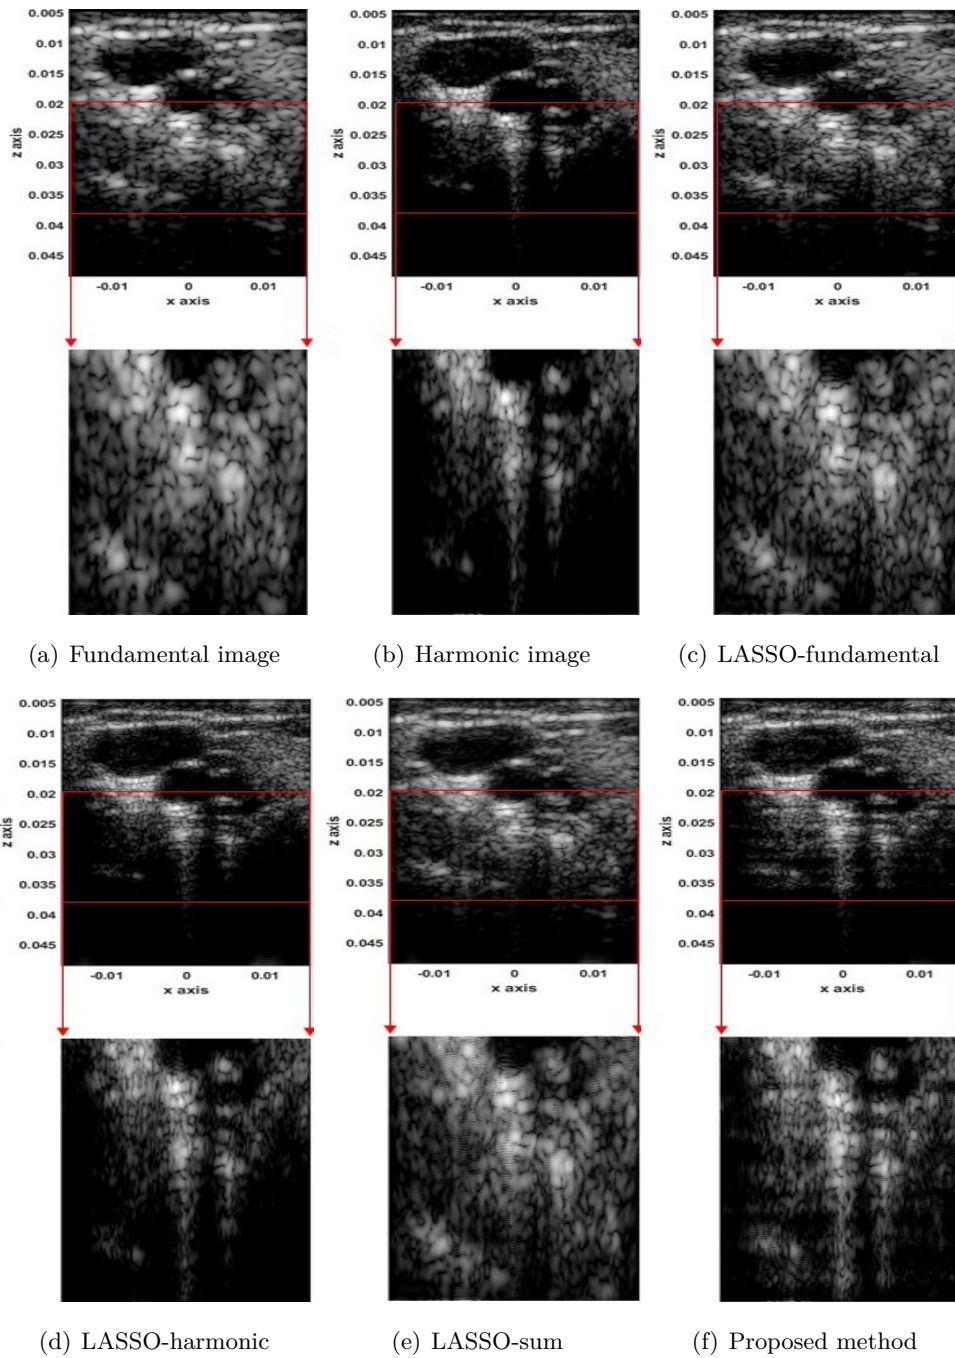 0.005
0.01
0.015
0.02
0.025
0.03
0.035
0.04
0.045
z axis
-0.01 0 0.01
x axis
0.005
0.01
0.015
0.02
0.025
0.03
0.035
0.04
0.045
z axis
-0.01 0 0.01
x axis
0.005
0.01
0.015
0.02
0.025
0.03
0.035
0.04
0.045
z axis
-0.01 0 0.01
x axis
(a) Fundamental image
(b) Harmonic image
(c) LASSO-fundamental
0.005
0.01
0.015
0.02
0.025
0.03
0.035
0.04
0.045
z axis
-0.01 0 0.01
x axis
0.005
0.01
0.015
0.02
0.025
0.03
0.035
0.04
0.045
z axis
-0.01 0 0.01
x axis
0.005
0.01
0.015
0.02
0.025
0.03
0.035
0.04
0.045
z axis
-0.01 0 0.01
x axis
(d) LASSO-harmonic
(e) LASSO-sum
(f) Proposed method